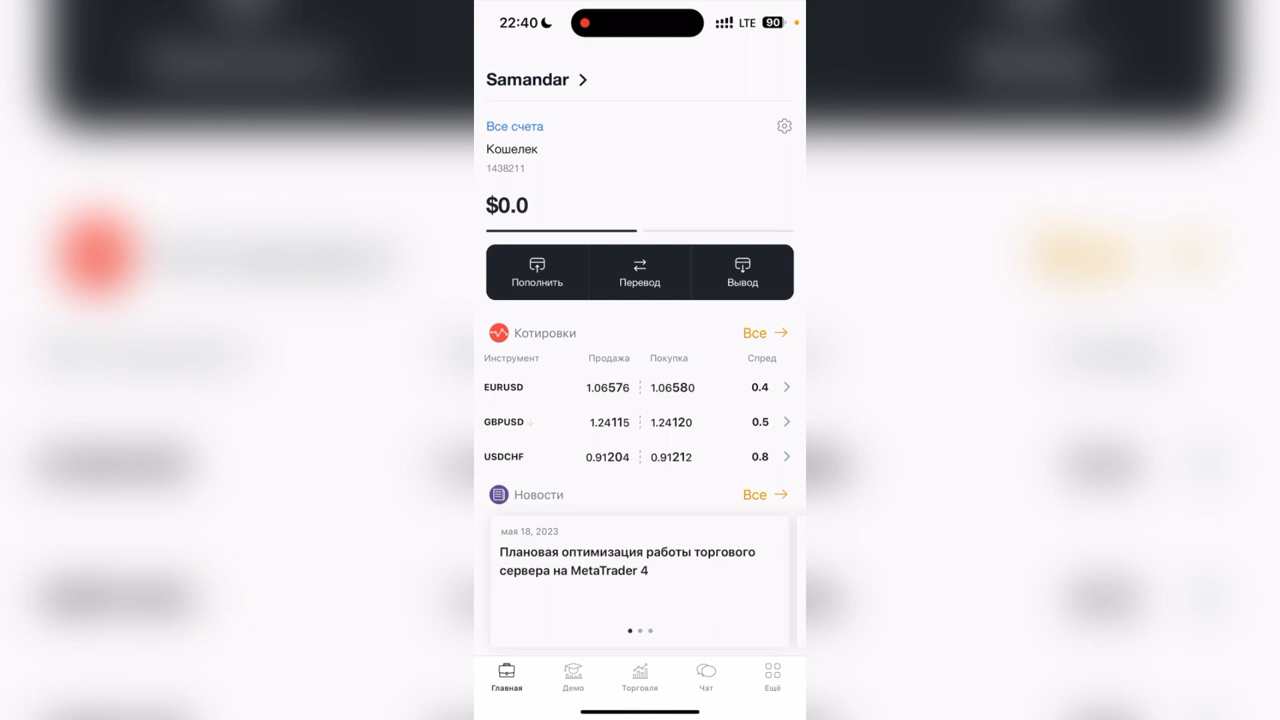 22:40 LTE 90
Samandar
Все счета
Кошелек
1438211
$0.0
Пополнить Перевод Вывод
Котировки Все →
Инструмент Продажа Покупка Спред
EURUSD 1.06576 1.06580 0.4
GBPUSD ↓ 1.24115 1.24120 0.5
USDCHF 0.91204 0.91212 0.8
Новости Все →
мая 18, 2023
Плановая оптимизация работы торгового
сервера на MetaTrader 4
Главная Демо Торговля Чат Ещё